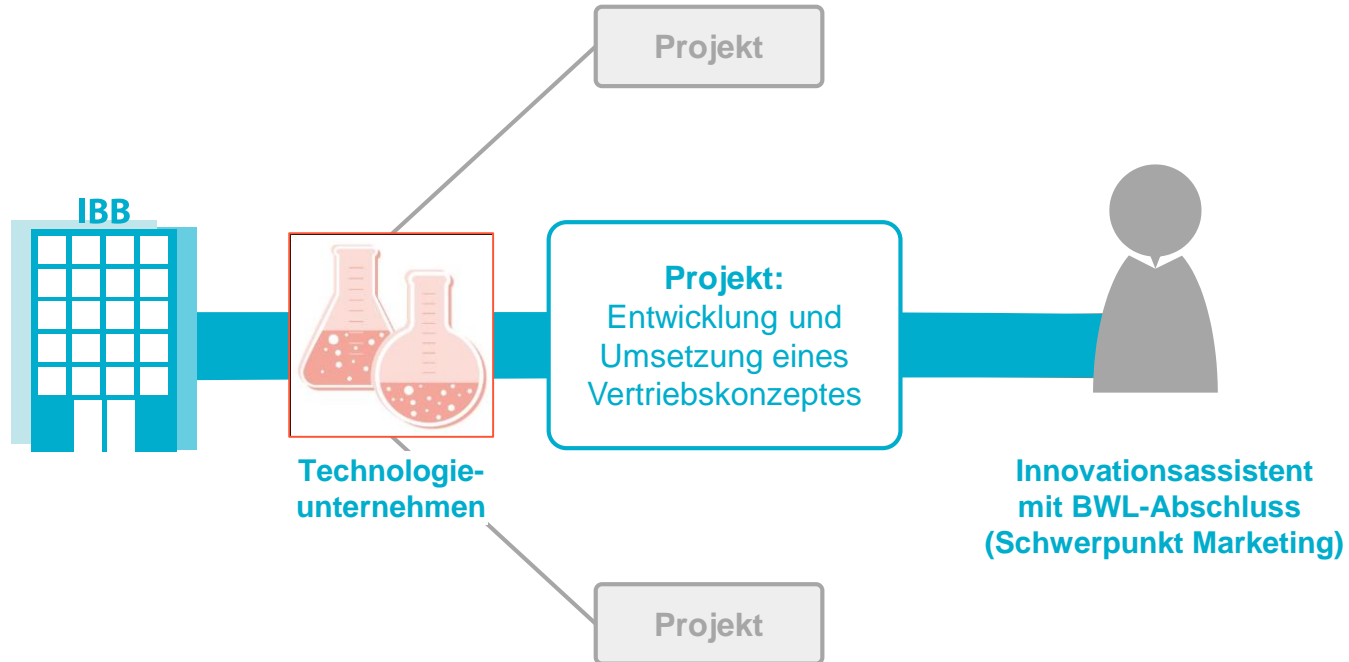 Projekt
IBB
Projekt:
Entwicklung und
Umsetzung eines
Vertriebskonzeptes
Technologie-
unternehmen
Innovationsassistent
mit BWL-Abschluss
(Schwerpunkt Marketing)
Projekt